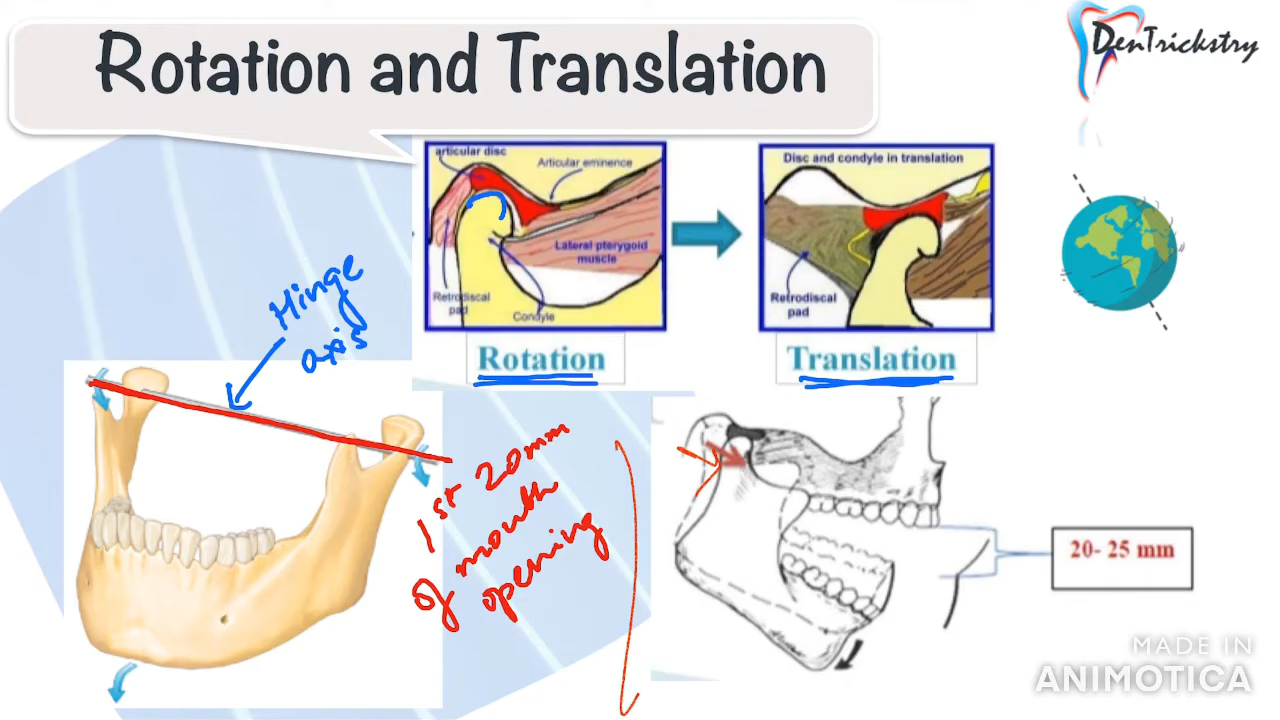 Rotation and Translation
DenTrickstry
articular disc
Articular eminence
Lateral pterygoid
muscle
Retrodiscal
pad
Condyle
Rotation
Disc and condyle in translation
Retrodiscal
pad
Translation
Hinge
axis
1st 20mm
of mouth
opening
20- 25 mm
MADE IN
ANIMOTICA